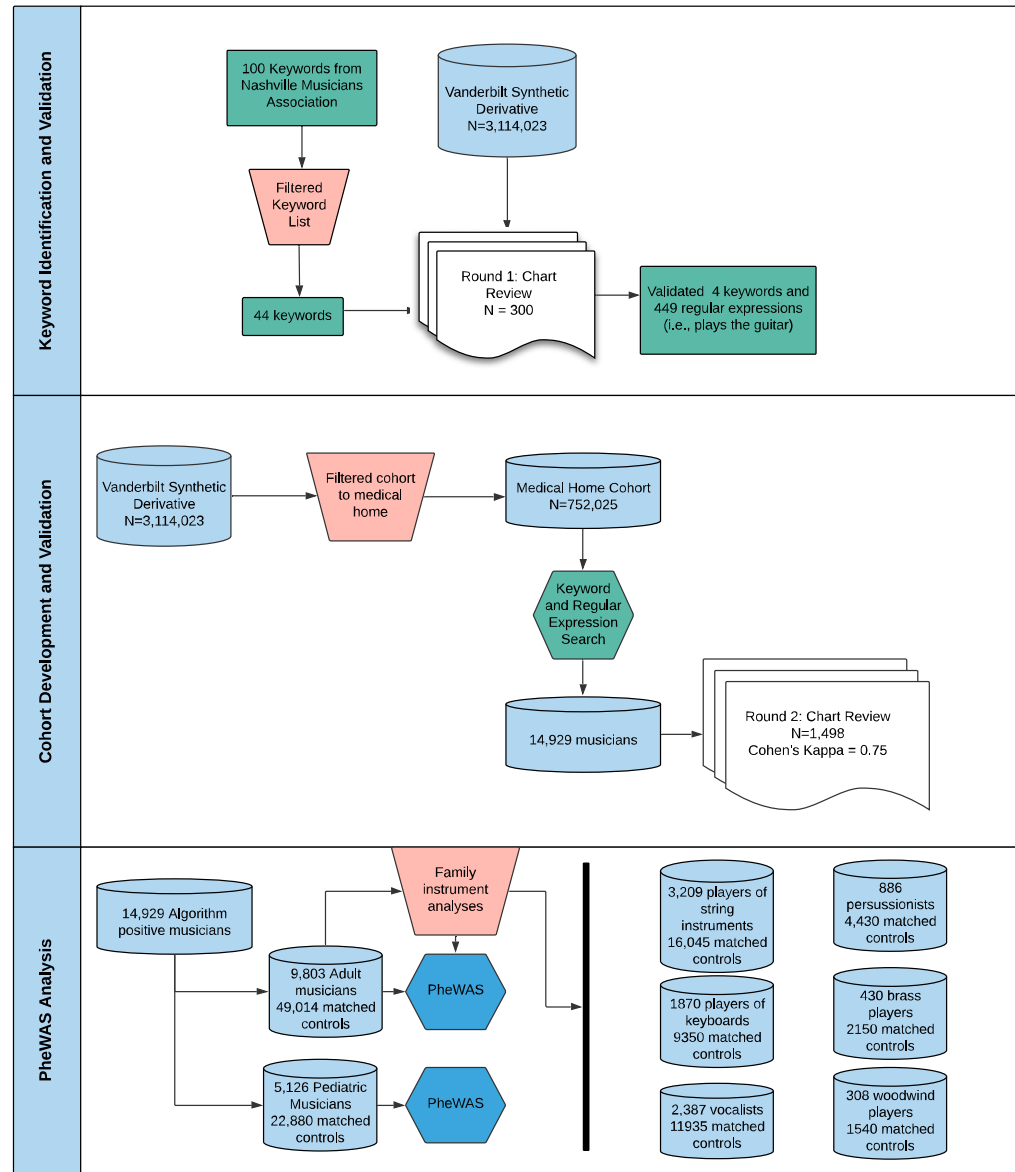 Keyword Identification and Validation
100 Keywords from
Nashville Musicians
Association
Vanderbilt Synthetic
Derivative
N=3,114,023
Filtered
Keyword
List
44 keywords
Round 1: Chart
Review
N = 300
Validated 4 keywords and
449 regular expressions
(i.e., plays the guitar)
Cohort Development and Validation
Vanderbilt Synthetic
Derivative
N=3,114,023
Filtered cohort
to medical
home
Medical Home Cohort
N=752,025
Keyword
and Regular
Expression
Search
14,929 musicians
Round 2: Chart Review
N=1,498
Cohen's Kappa = 0.75
PheWAS Analysis
14,929 Algorithm
positive musicians
Family
instrument
analyses
9,803 Adult
musicians
49,014 matched
controls
PheWAS
5,126 Pediatric
Musicians
22,880 matched
controls
PheWAS
3,209 players of
string
instruments
16,045 matched
controls
886
persussionists
4,430 matched
controls
1870 players of
keyboards
9350 matched
controls
430 brass
players
2150 matched
controls
2,387 vocalists
11935 matched
controls
308 woodwind
players
1540 matched
controls